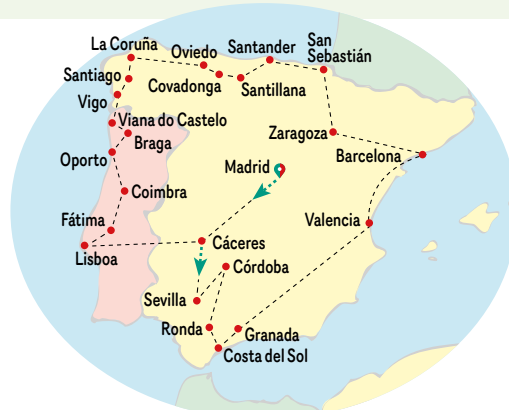 La Coruña
Oviedo
Santander
San
Sebastián
Santiago
Covadonga
Santillana
Vigo
Viana do Castelo
Braga
Zaragoza
Barcelona
Oporto
Madrid
Coimbra
Fátima
Valencia
Cáceres
Lisboa
Córdoba
Sevilla
Ronda
Granada
Costa del Sol